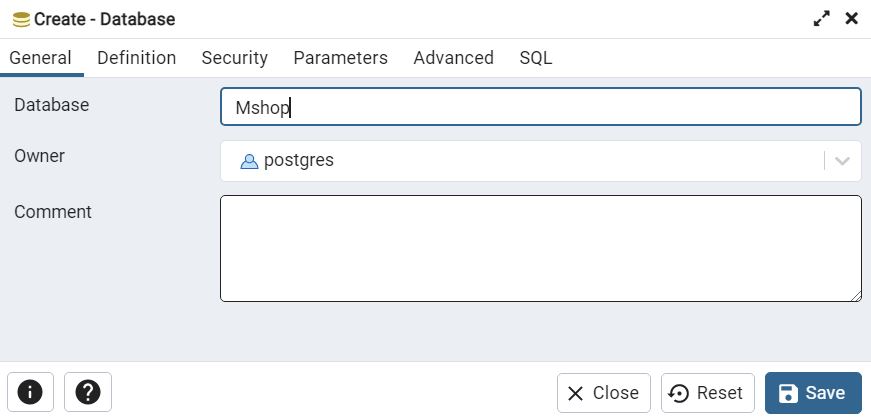 Create - Database
General Definition Security Parameters Advanced SQL
Database Mshop
Owner postgres
Comment
Close Reset Save